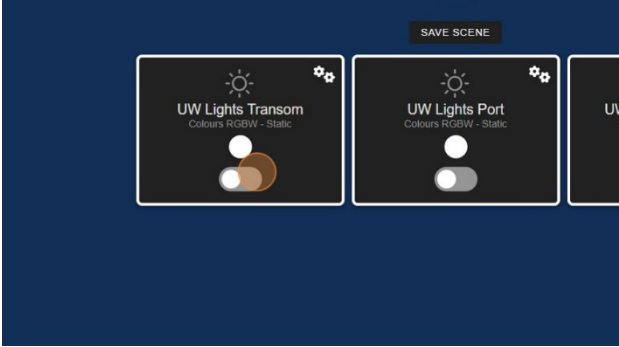 SAVE SCENE
UW Lights Transom
Colours RGBW - Static
UW Lights Port
Colours RGBW - Static